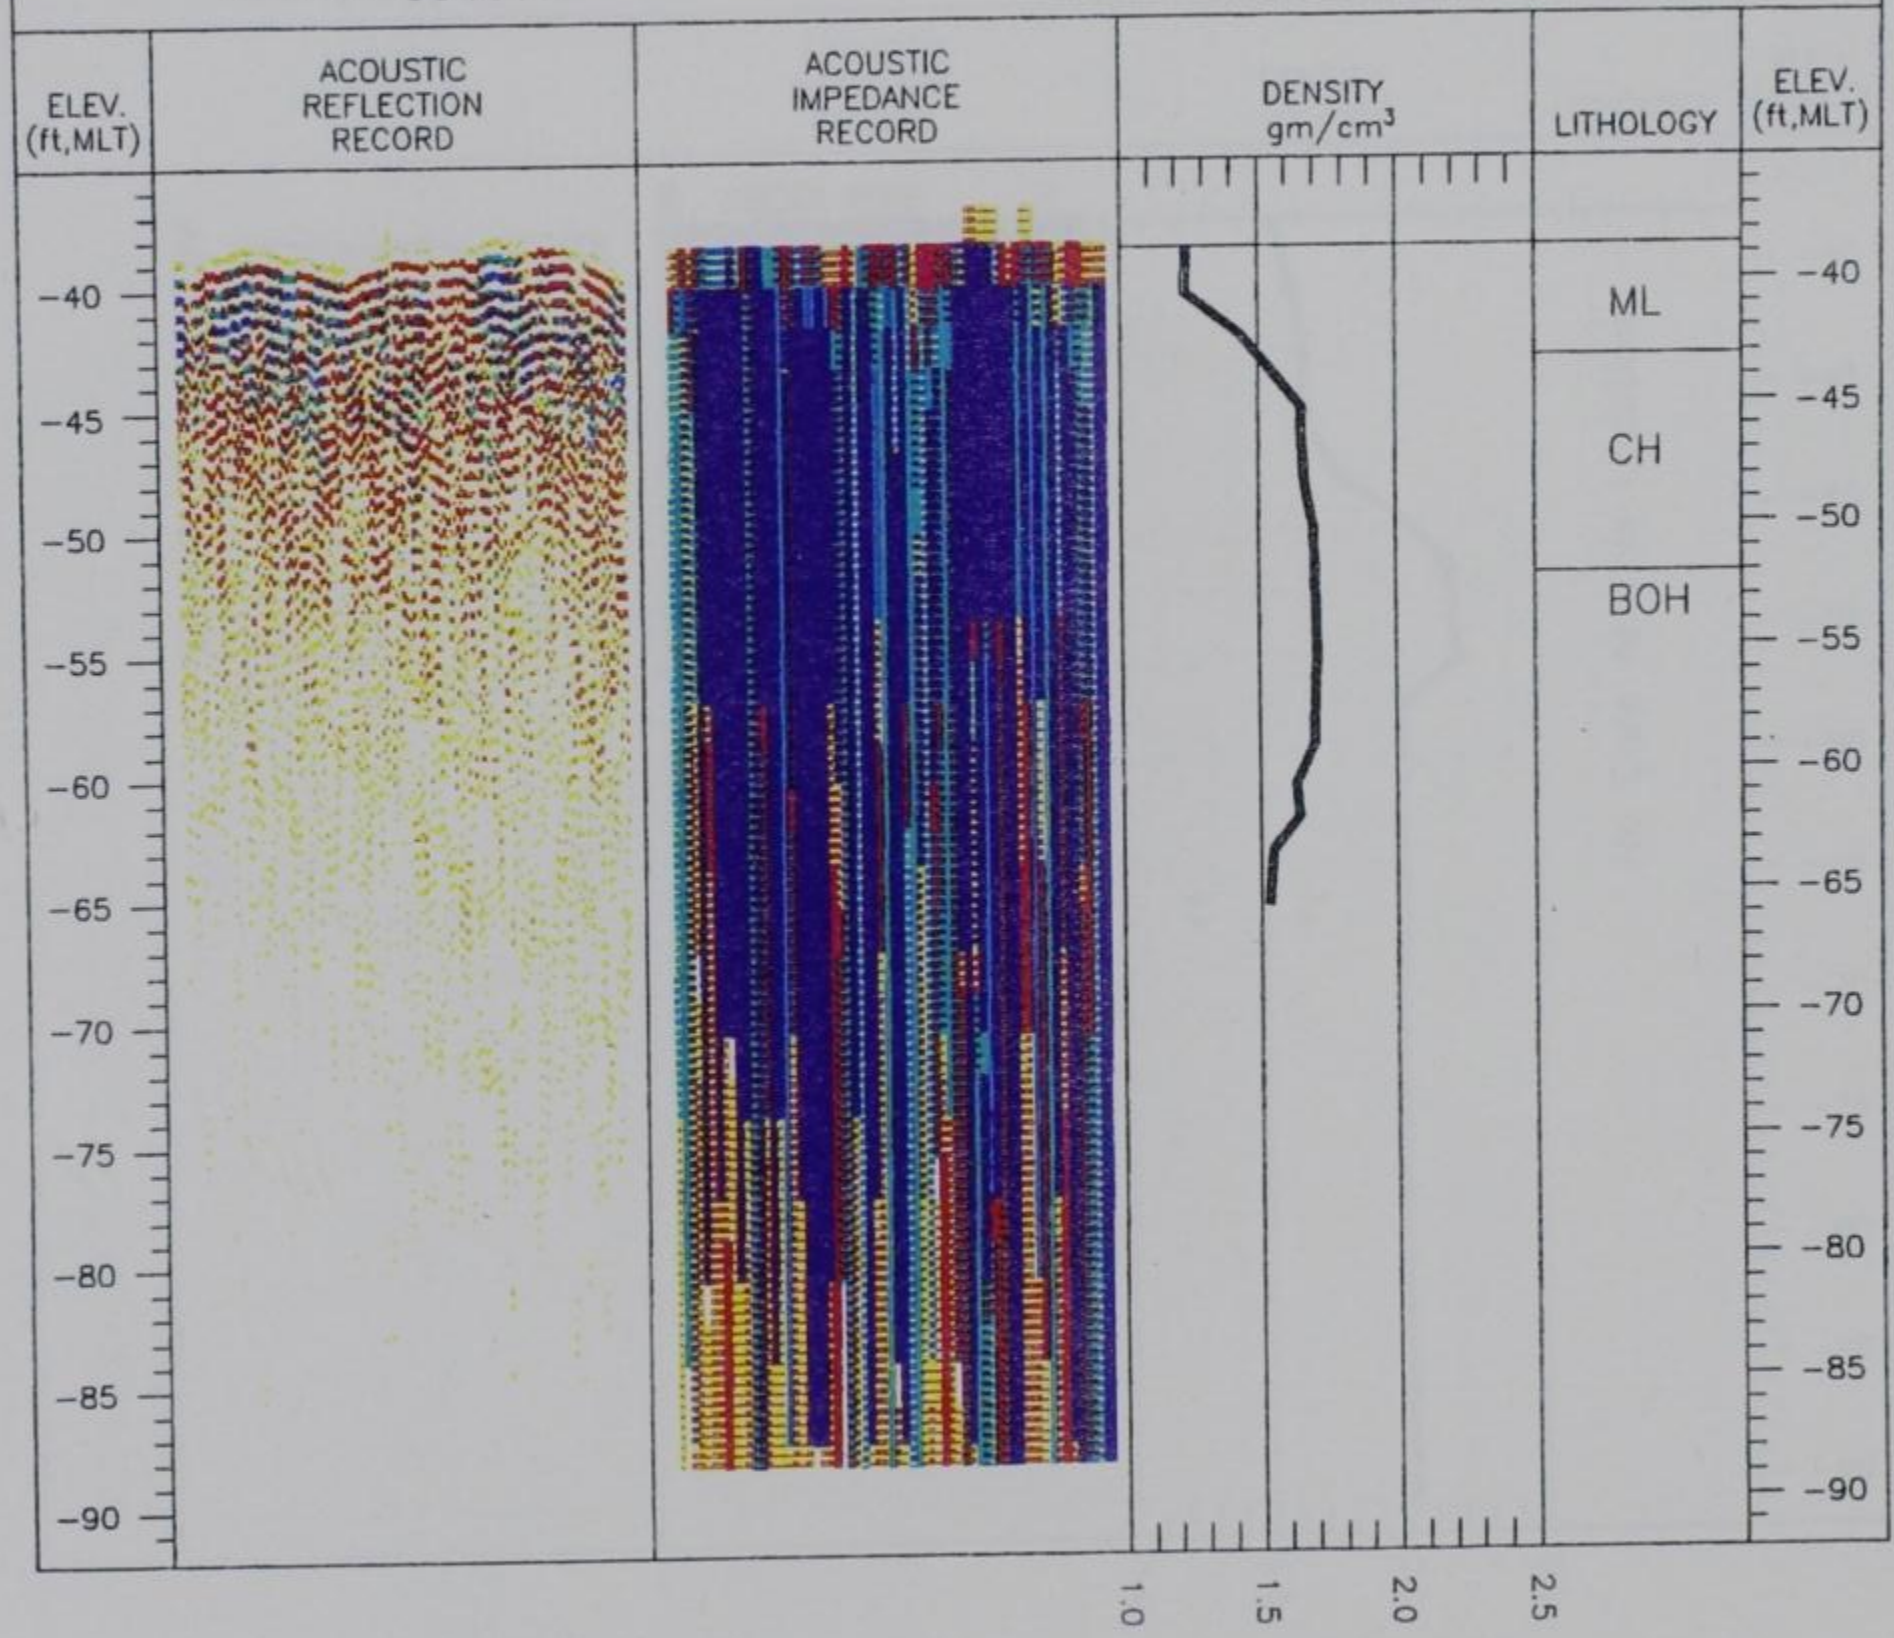 ELEV.
(ft,MLT)
ACOUSTIC
REFLECTION
RECORD
ACOUSTIC
IMPEDANCE
RECORD
DENSITY
gm/cm³
LITHOLOGY
ELEV.
(ft,MLT)
-40
-45
-50
-55
-60
-65
-70
-75
-80
-85
-90
1.0
1.5
2.0
2.5
ML
CH
BOH
-40
-45
-50
-55
-60
-65
-70
-75
-80
-85
-90